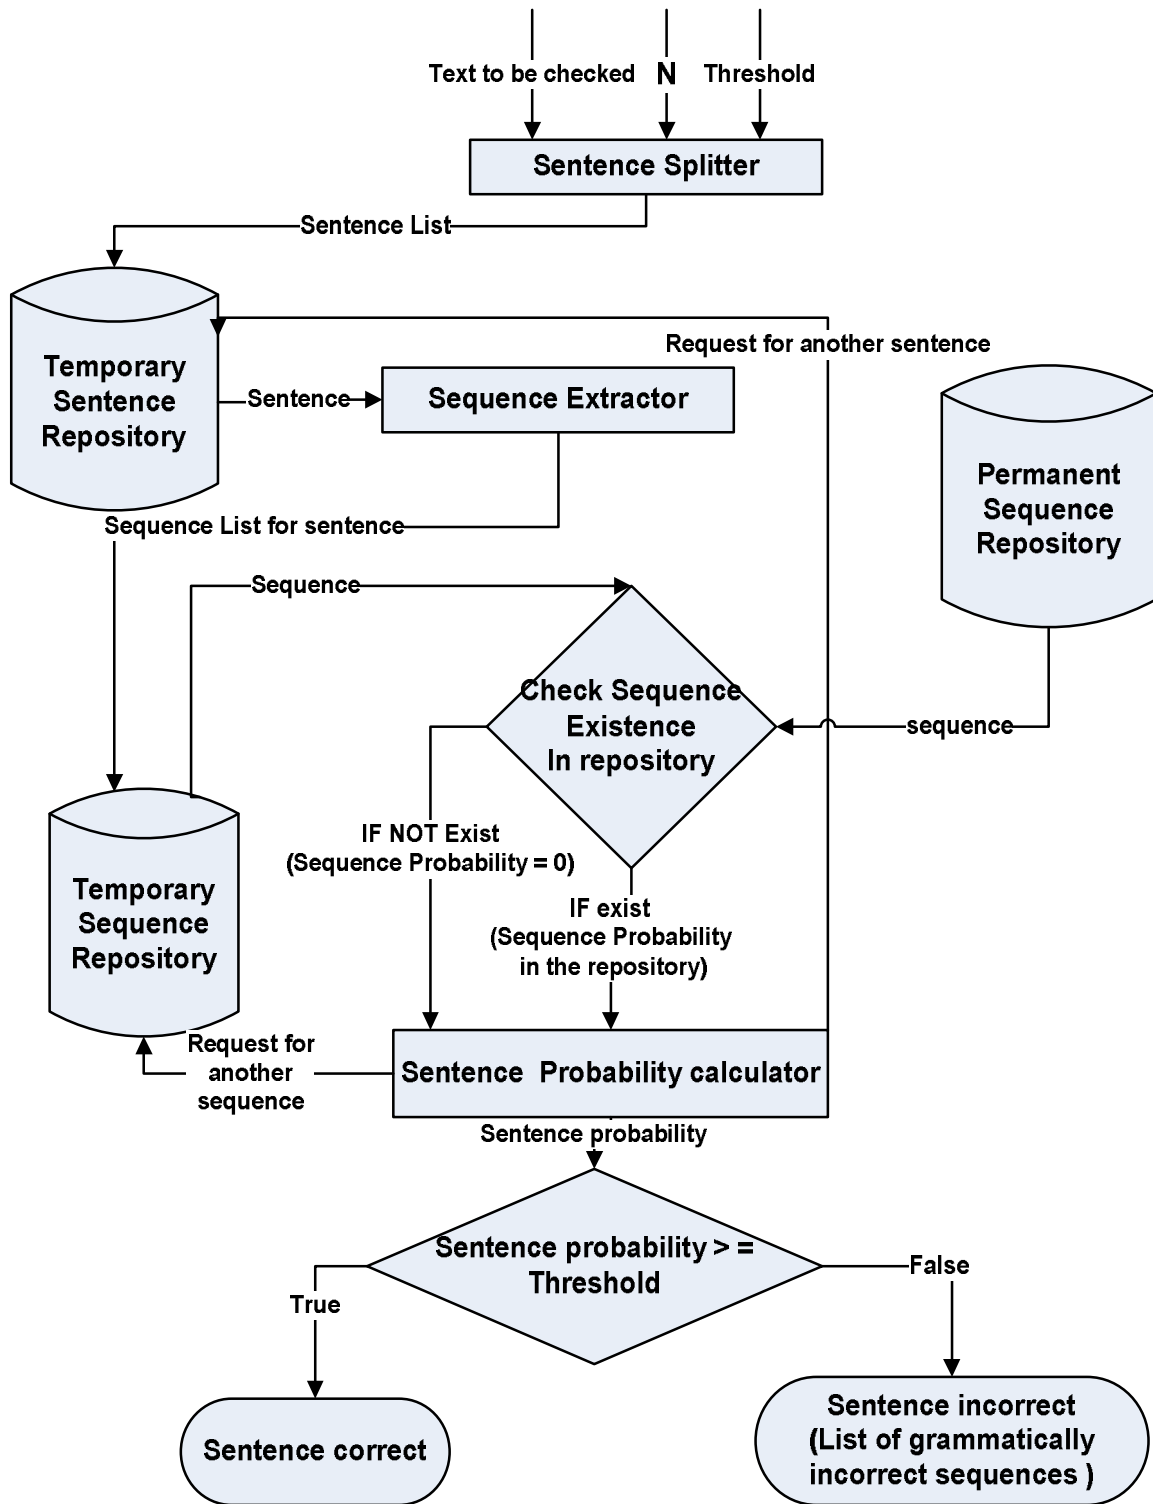 Text to be checked
N
Threshold
Sentence Splitter
Sentence List
Request for another sentence
Temporary
Sentence
Repository
Sentence
Sequence Extractor
Permanent
Sequence
Repository
Sequence List for sentence
Sequence
Check Sequence
Existence
In repository
sequence
IF NOT Exist
(Sequence Probability = 0)
IF exist
(Sequence Probability
in the repository)
Temporary
Sequence
Repository
Request for
another
sequence
Sentence  Probability calculator
Sentence probability
Sentence probability > =
Threshold
True
False
Sentence correct
Sentence incorrect
(List of grammatically
incorrect sequences )